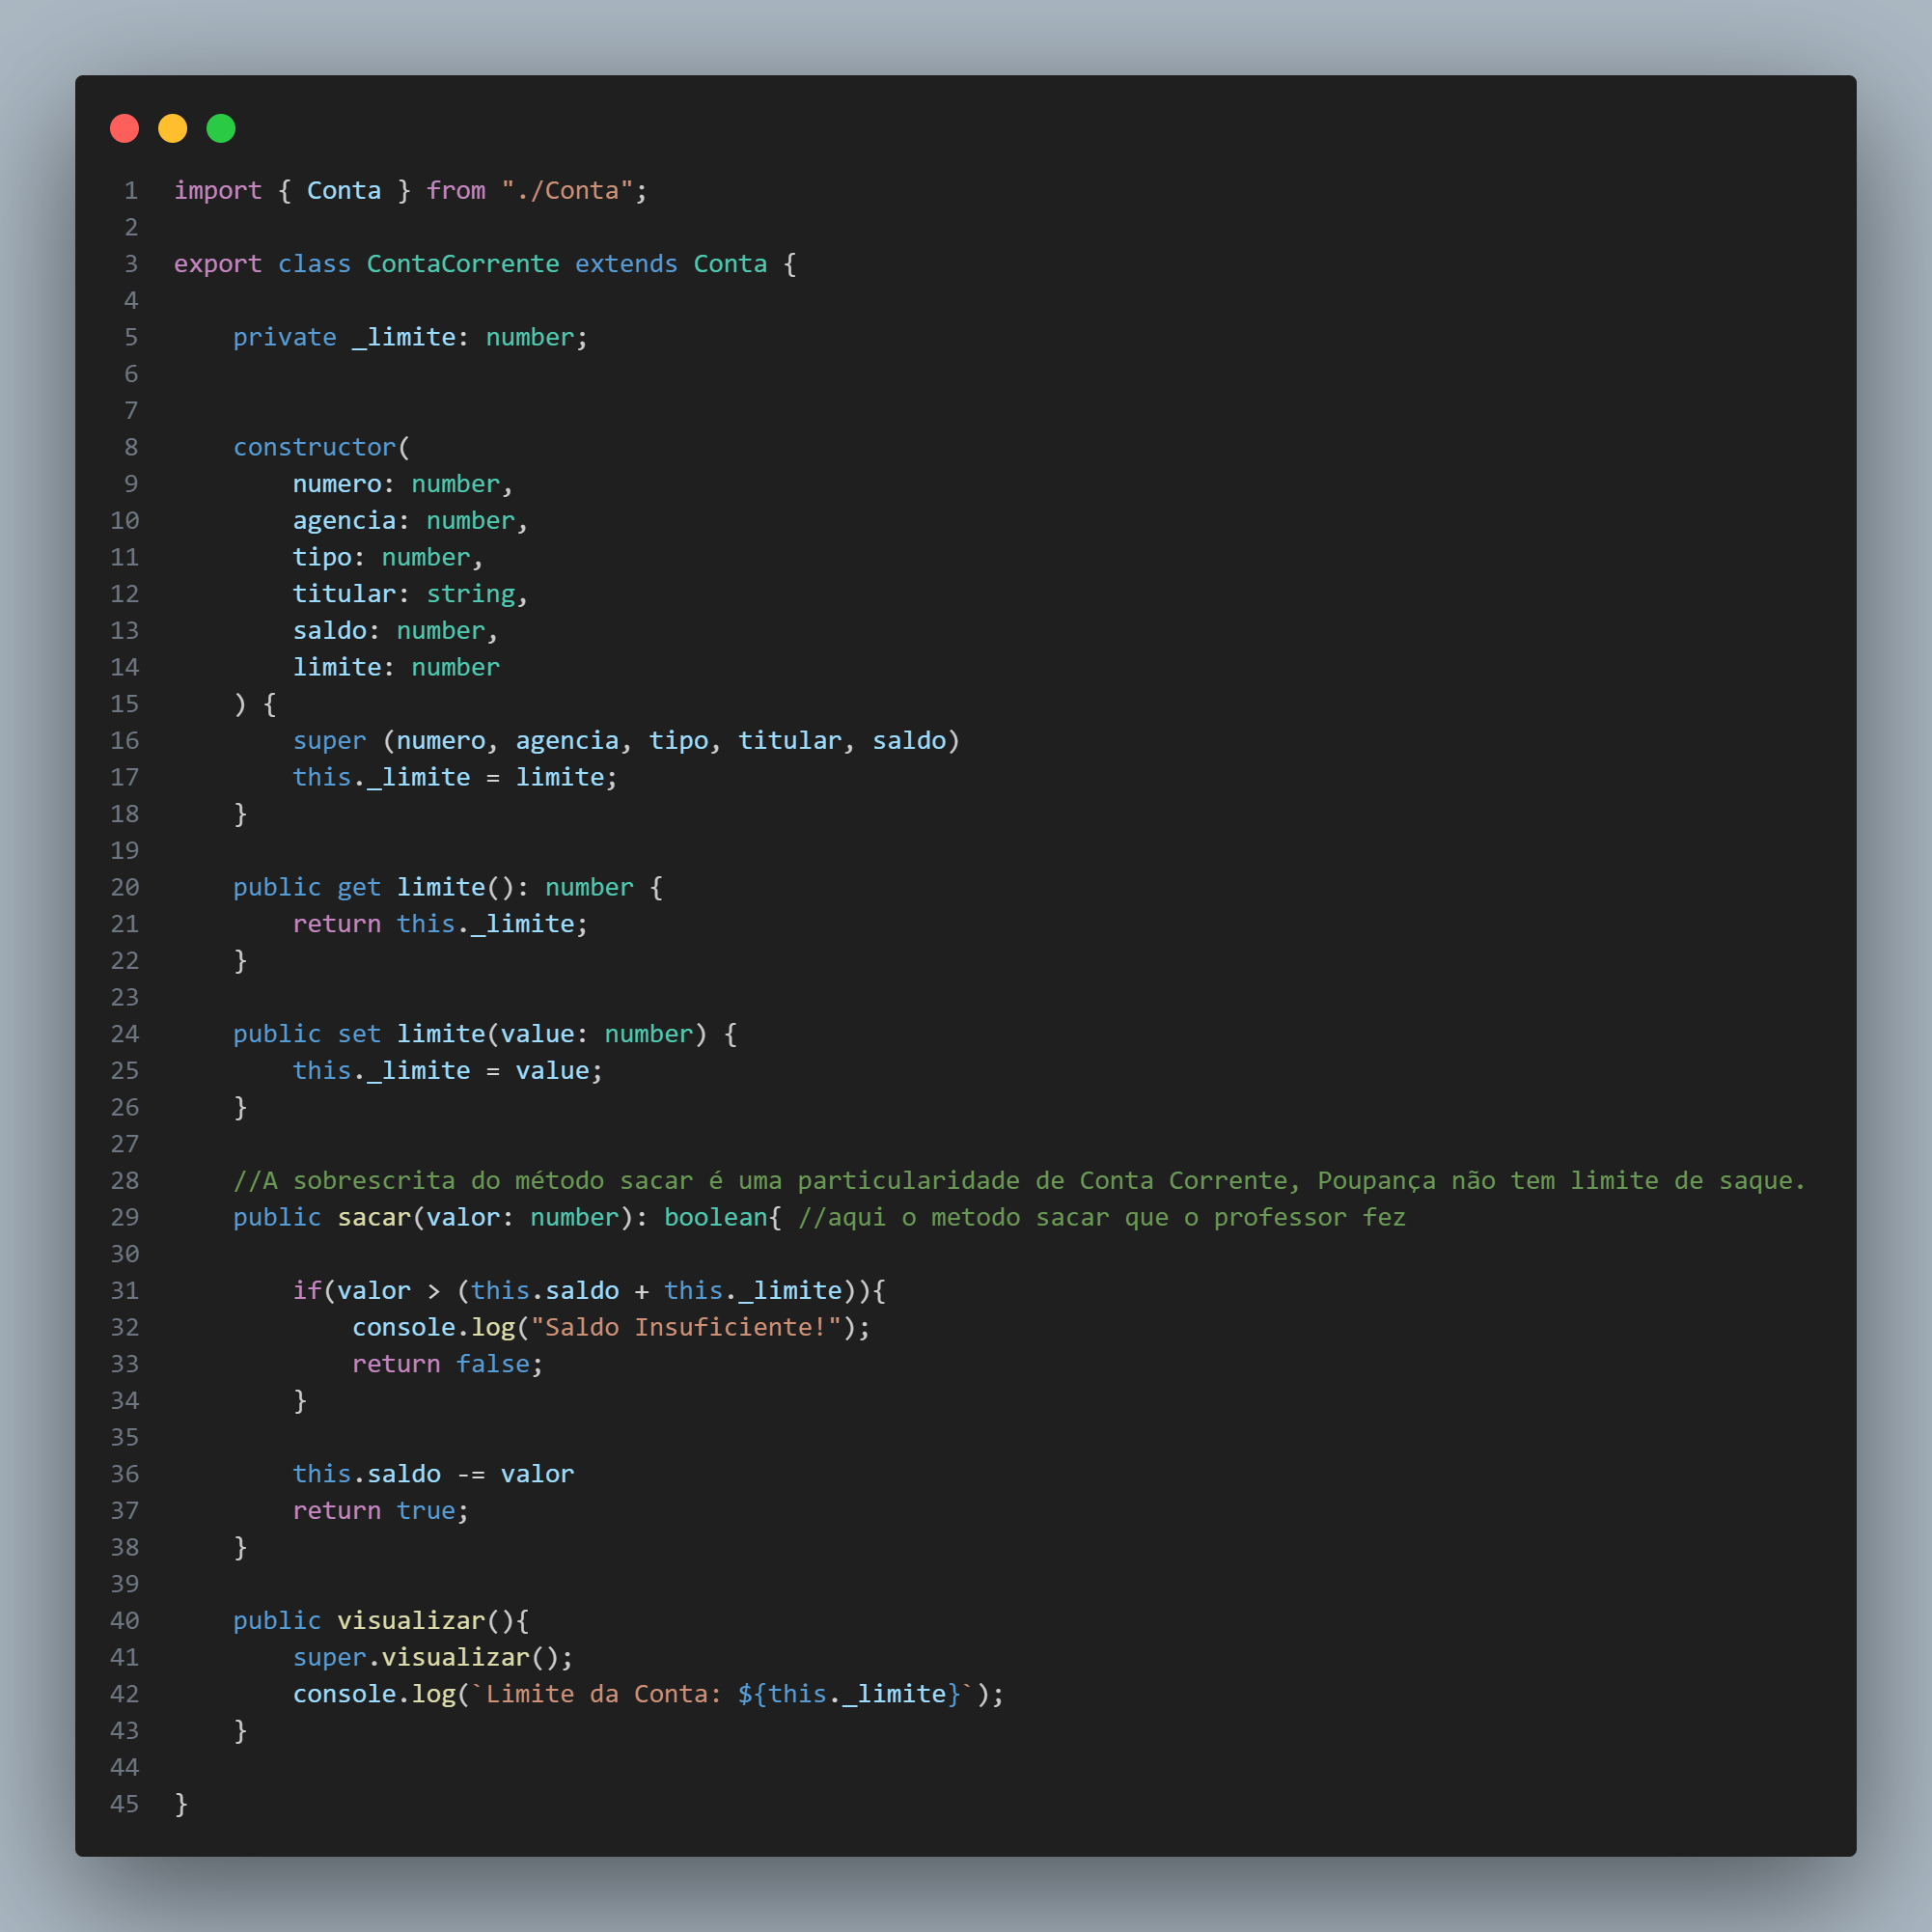 1 import { Conta } from "./Conta";
2
3 export class ContaCorrente extends Conta {
4
5     private _limite: number;
6
7
8     constructor(
9         numero: number,
10         agencia: number,
11         tipo: number,
12         titular: string,
13         saldo: number,
14         limite: number
15     ) {
16         super (numero, agencia, tipo, titular, saldo)
17         this._limite = limite;
18     }
19
20     public get limite(): number {
21         return this._limite;
22     }
23
24     public set limite(value: number) {
25         this._limite = value;
26     }
27
28     //A sobrescrita do método sacar é uma particularidade de Conta Corrente, Poupança não tem limite de saque.
29     public sacar(valor: number): boolean{ //aqui o metodo sacar que o professor fez
30
31         if(valor > (this.saldo + this._limite)){
32             console.log("Saldo Insuficiente!");
33             return false;
34         }
35
36         this.saldo -= valor
37         return true;
38     }
39
40     public visualizar(){
41         super.visualizar();
42         console.log(`Limite da Conta: ${this._limite}`);
43     }
44
45 }